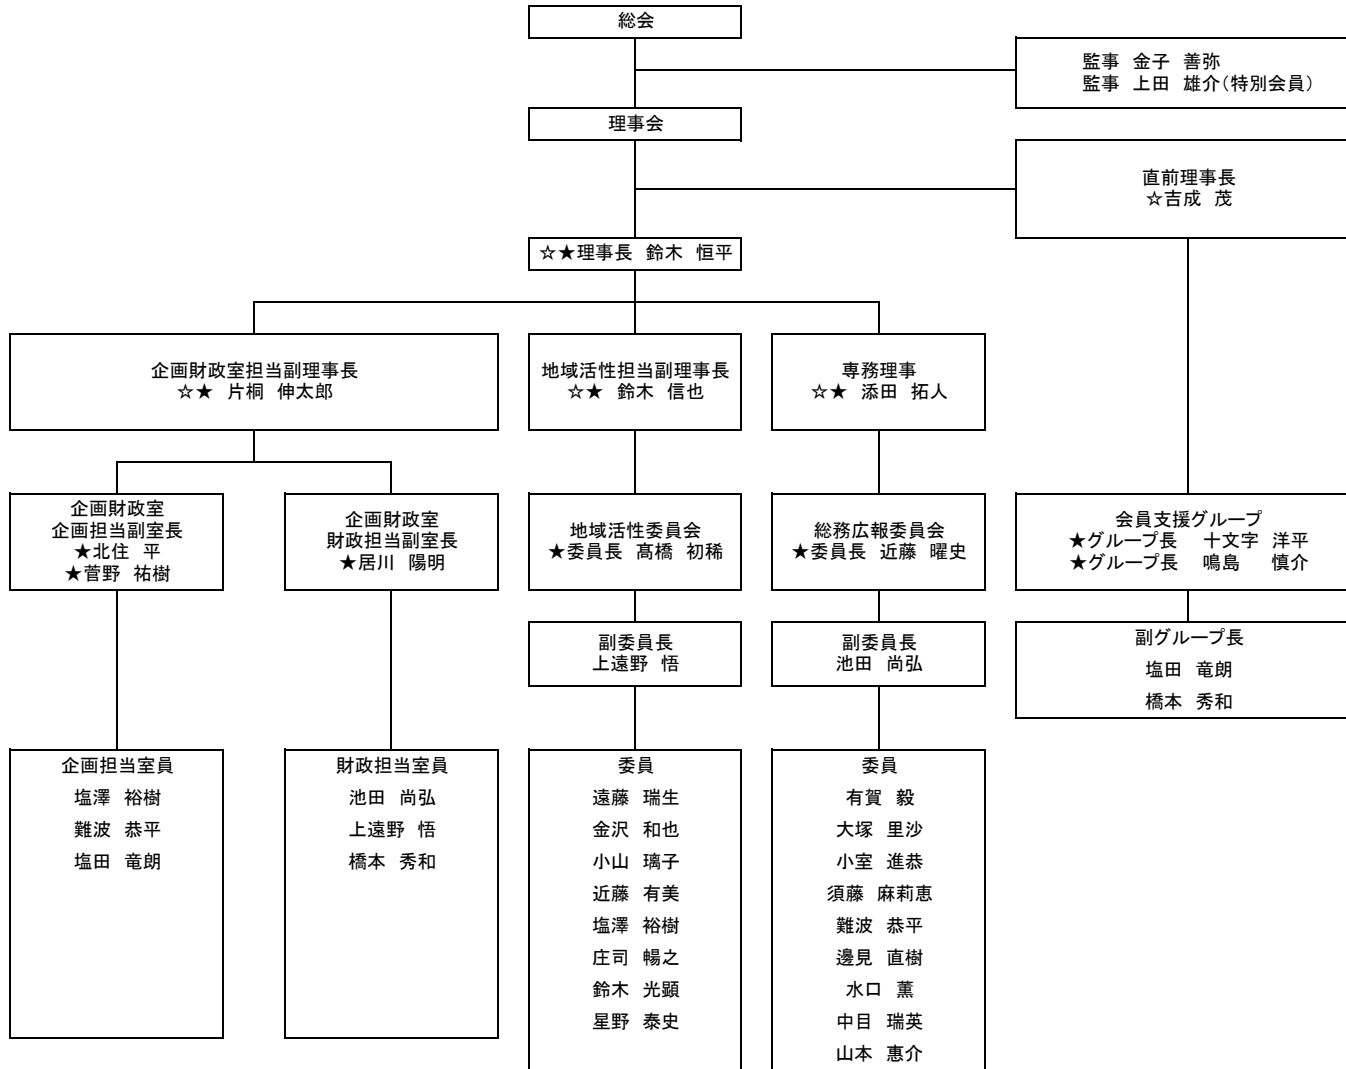 総会
監事 金子 善弥
監事 上田 雄介(特別会員)
理事会
直前理事長
☆吉成 茂
☆★理事長 鈴木 恒平
企画財政室担当副理事長
☆★ 片桐 伸太郎
地域活性担当副理事長
☆★ 鈴木 信也
専務理事
☆★ 添田 拓人
企画財政室
企画担当副室長
★北住 平
★菅野 祐樹
企画財政室
財政担当副室長
★居川 陽明
地域活性委員会
★委員長 髙橋 初稀
総務広報委員会
★委員長 近藤 曜史
会員支援グループ
★グループ長 十文字 洋平
★グループ長 鳴島 慎介
副委員長
上遠野 悟
副委員長
池田 尚弘
副グループ長
塩田 竜朗
橋本 秀和
企画担当室員
塩澤 裕樹
難波 恭平
塩田 竜朗
財政担当室員
池田 尚弘
上遠野 悟
橋本 秀和
委員
遠藤 瑞生
金沢 和也
小山 璃子
近藤 有美
塩澤 裕樹
庄司 暢之
鈴木 光顕
星野 泰史
委員
有賀 毅
大塚 里沙
小室 進恭
須藤 麻莉恵
難波 恭平
邊見 直樹
水口 薫
中目 瑞英
山本 惠介